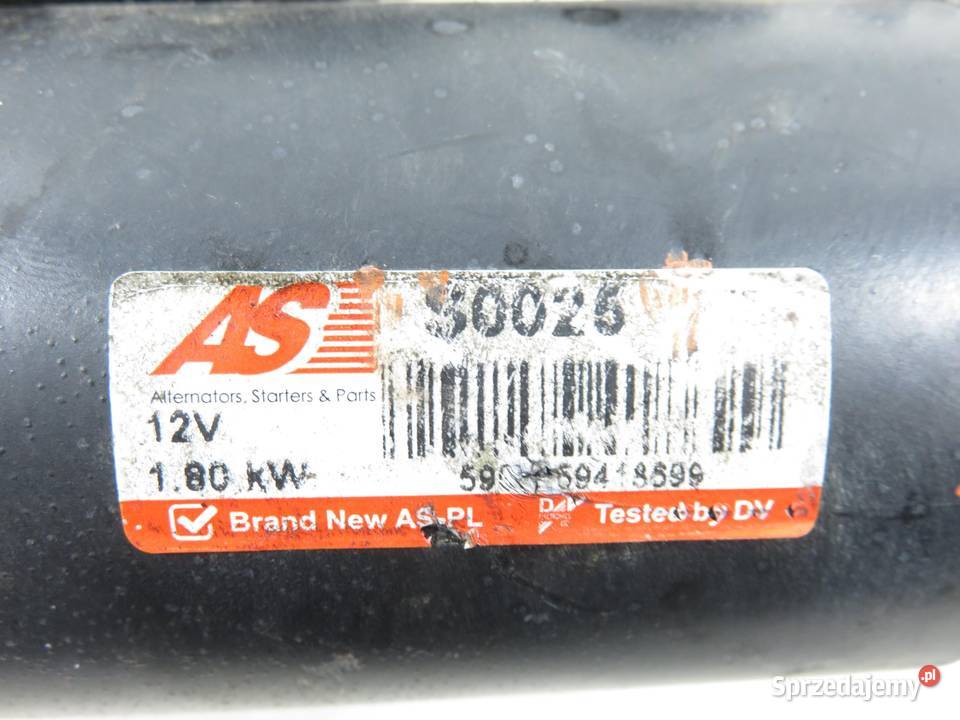 AS
S0025
Alternators, Starters & Parts
12V
1.80 kW
Brand New AS-PL
Tested by DV
Sprzedajemy.pl